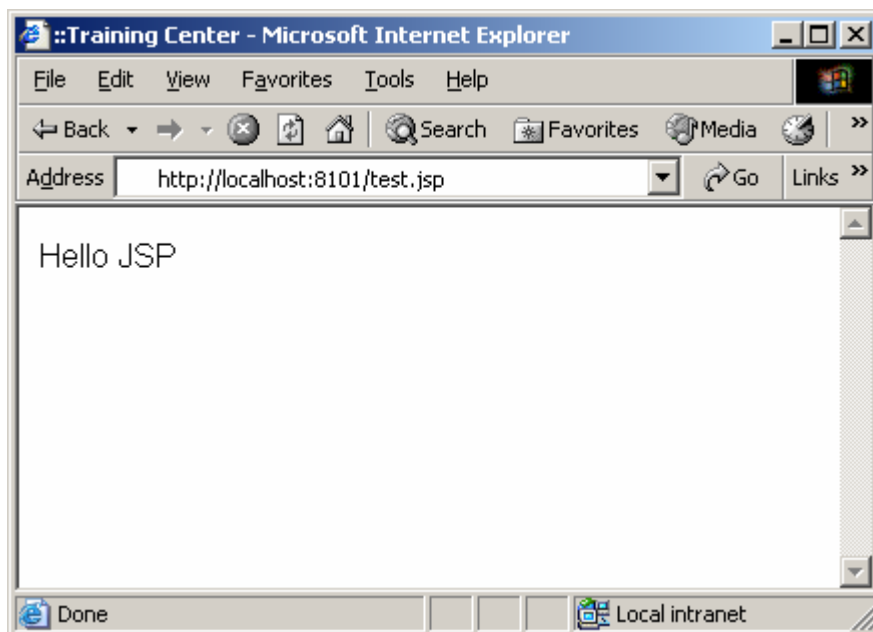 ::Training Center - Microsoft Internet Explorer
File Edit View Favorites Tools Help
Back Search Favorites Media »
Address http://localhost:8101/test.jsp Go Links »
Hello JSP
Done Local intranet